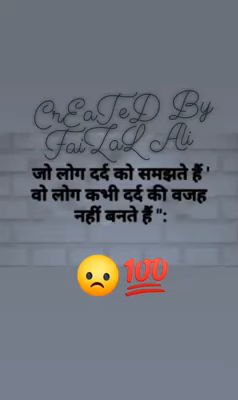 CrEaTeD By
FaiZaL Ali
जो लोग दर्द को समझते हैं '
वो लोग कभी दर्द की वजह
नहीं बनते हैं ":
💯